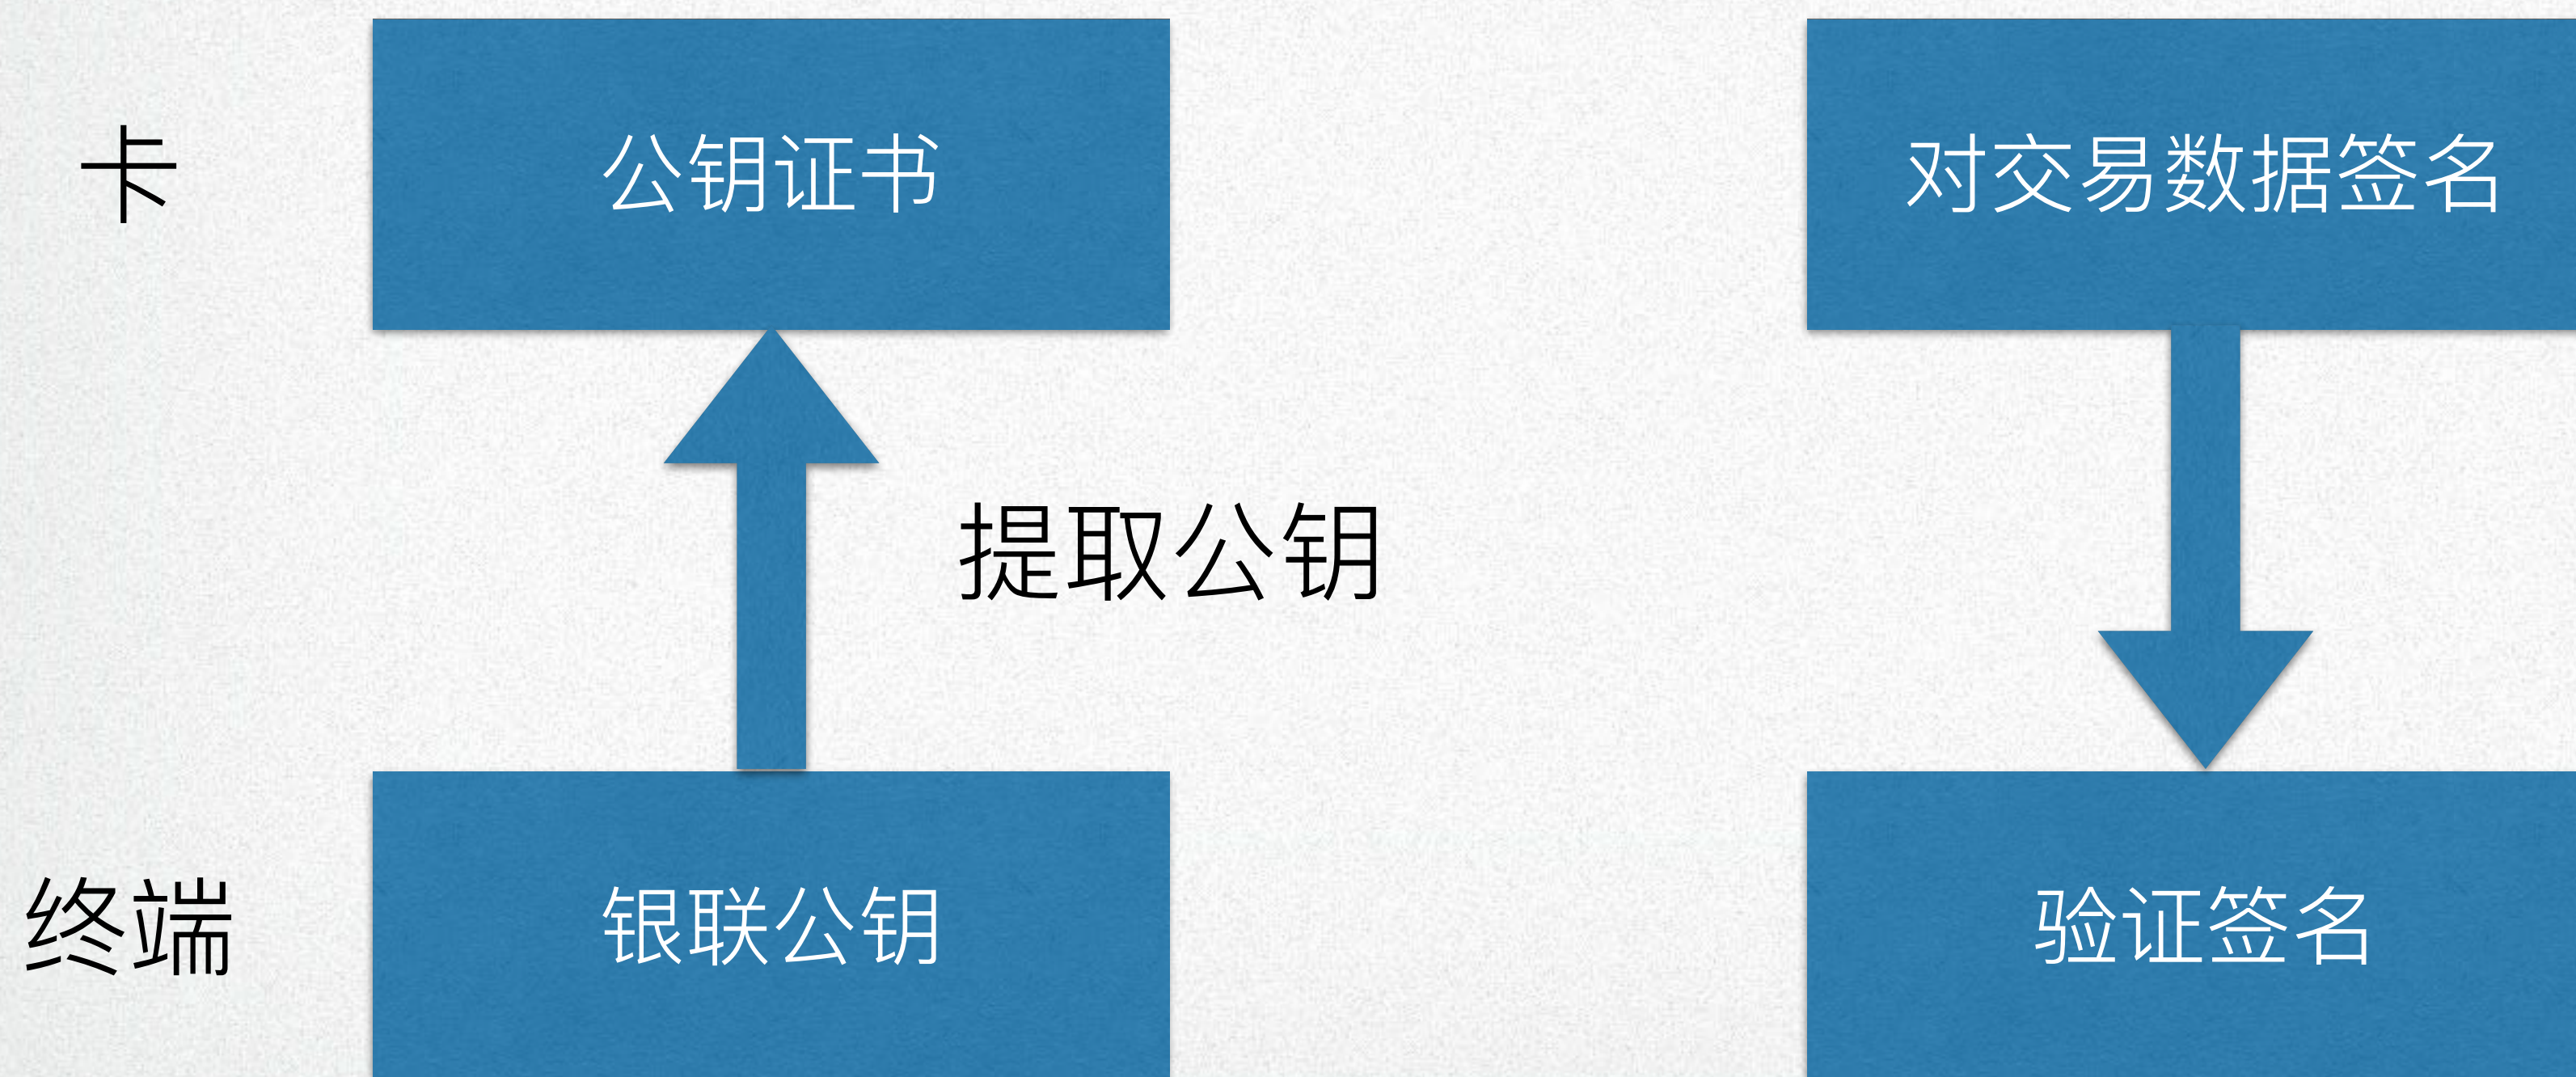 卡
公钥证书
对交易数据签名
提取公钥
终端
银联公钥
验证签名